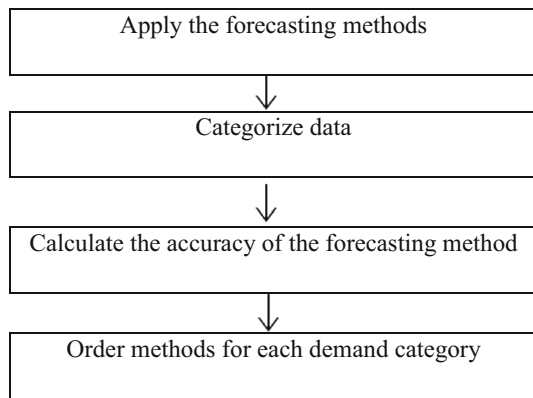 Apply the forecasting methods
Categorize data
Calculate the accuracy of the forecasting method
Order methods for each demand category